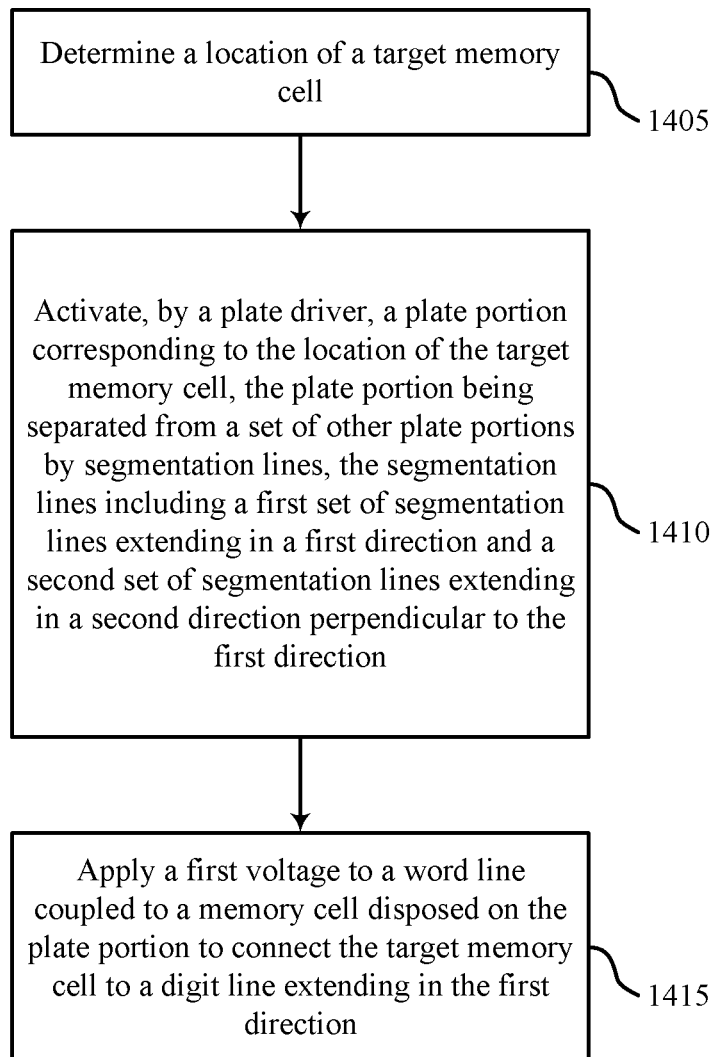 Determine a location of a target memory
cell
1405
Activate, by a plate driver, a plate portion
corresponding to the location of the target
memory cell, the plate portion being
separated from a set of other plate portions
by segmentation lines, the segmentation
lines including a first set of segmentation
lines extending in a first direction and a
second set of segmentation lines extending
in a second direction perpendicular to the
first direction
1410
Apply a first voltage to a word line
coupled to a memory cell disposed on the
plate portion to connect the target memory
cell to a digit line extending in the first
direction
1415